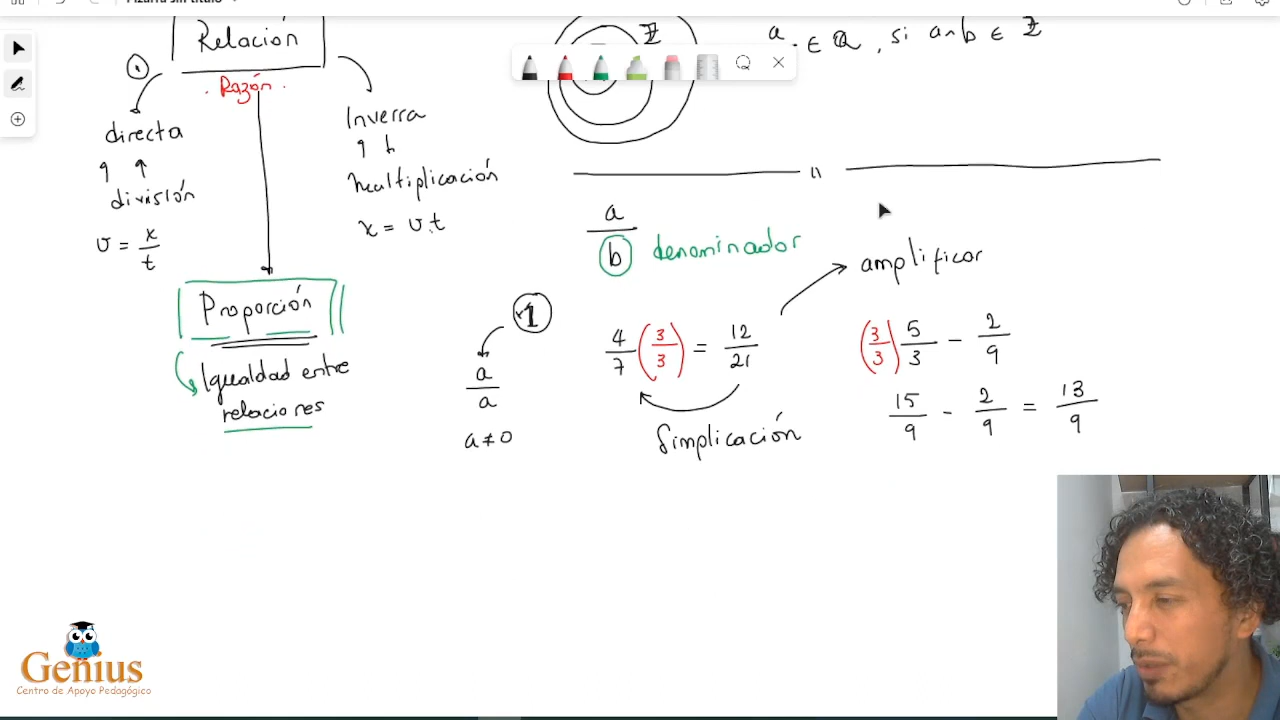 Relación
Razón
directa
división
v = x/t
Inversa
multiplicación
x = v.t
Proporción
Igualdad entre
relaciones
1
a/a
a ≠ 0
Z
∈ Q, si a n b ∈ Z
a/b denominador
amplificar
4/7 (3/3) = 12/21
Simplicación
(3/3) 5/3 - 2/9
15/9 - 2/9 = 13/9
Genius
Centro de Apoyo Pedagógico